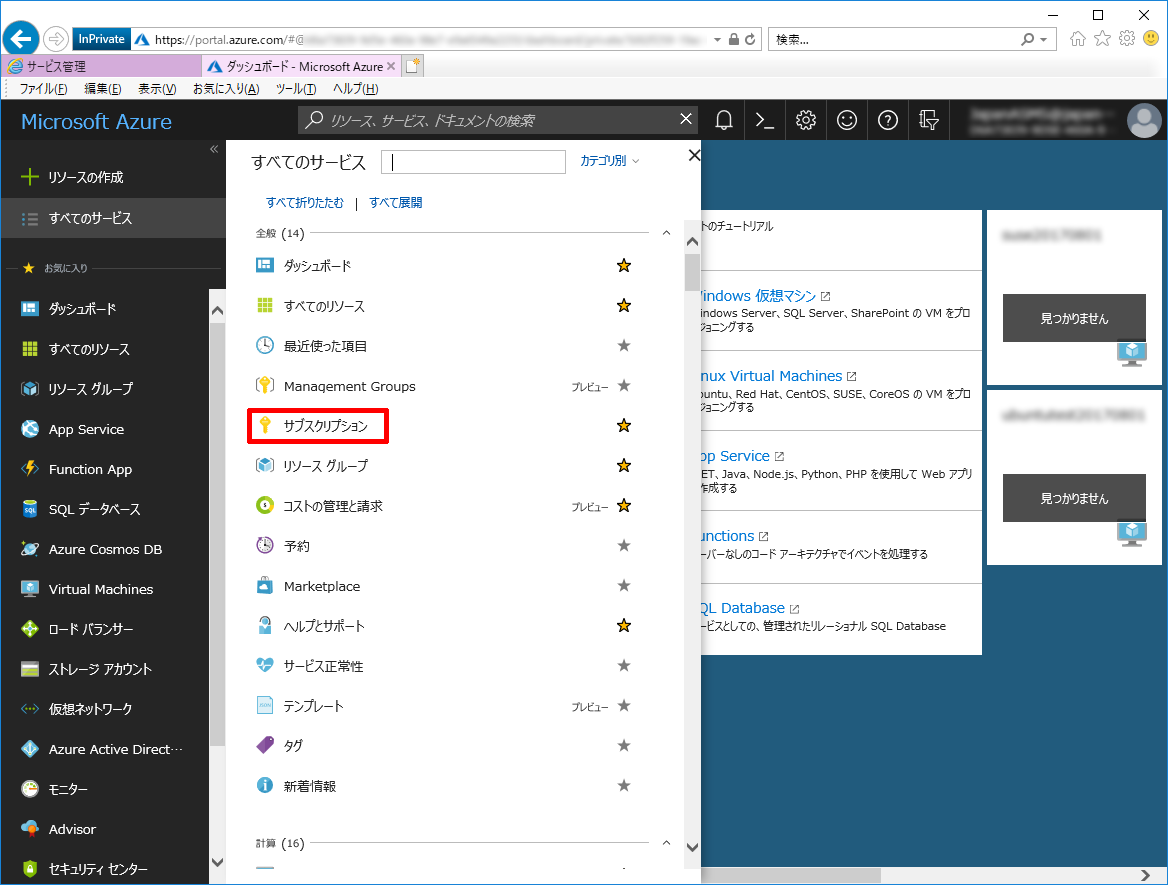 InPrivate
https://portal.azure.com/#@
検索...
サービス管理
ダッシュボード - Microsoft Azure
ファイル(F) 編集(E) 表示(V) お気に入り(A) ツール(T) ヘルプ(H)
Microsoft Azure
リソース、サービス、ドキュメントの検索
リソースの作成
すべてのサービス
お気に入り
ダッシュボード
すべてのリソース
リソース グループ
App Service
Function App
SQL データベース
Azure Cosmos DB
Virtual Machines
ロード バランサー
ストレージ アカウント
仮想ネットワーク
Azure Active Direct···
モニター
Advisor
セキュリティ センター
すべてのサービス
カテゴリ別
すべて折りたたむ | すべて展開
全般 (14)
ダッシュボード
すべてのリソース
最近使った項目
Management Groups プレビュー
サブスクリプション
リソース グループ
コストの管理と請求 プレビュー
予約
Marketplace
ヘルプとサポート
サービス正常性
テンプレート プレビュー
タグ
新着情報
計算 (16)
トのチュートリアル
indows 仮想マシン
indows Server、SQL Server、SharePoint の VM をプロ
ジョニングする
nux Virtual Machines
buntu、Red Hat、CentOS、SUSE、CoreOS の VM をプロ
ジョニングする
pp Service
ET、Java、Node.js、Python、PHP を使用して Web アプリ
作成する
unctions
ーバーなしのコード アーキテクチャでイベントを処理する
QL Database
ービスとしての、管理されたリレーショナル SQL Database
見つかりません
見つかりません